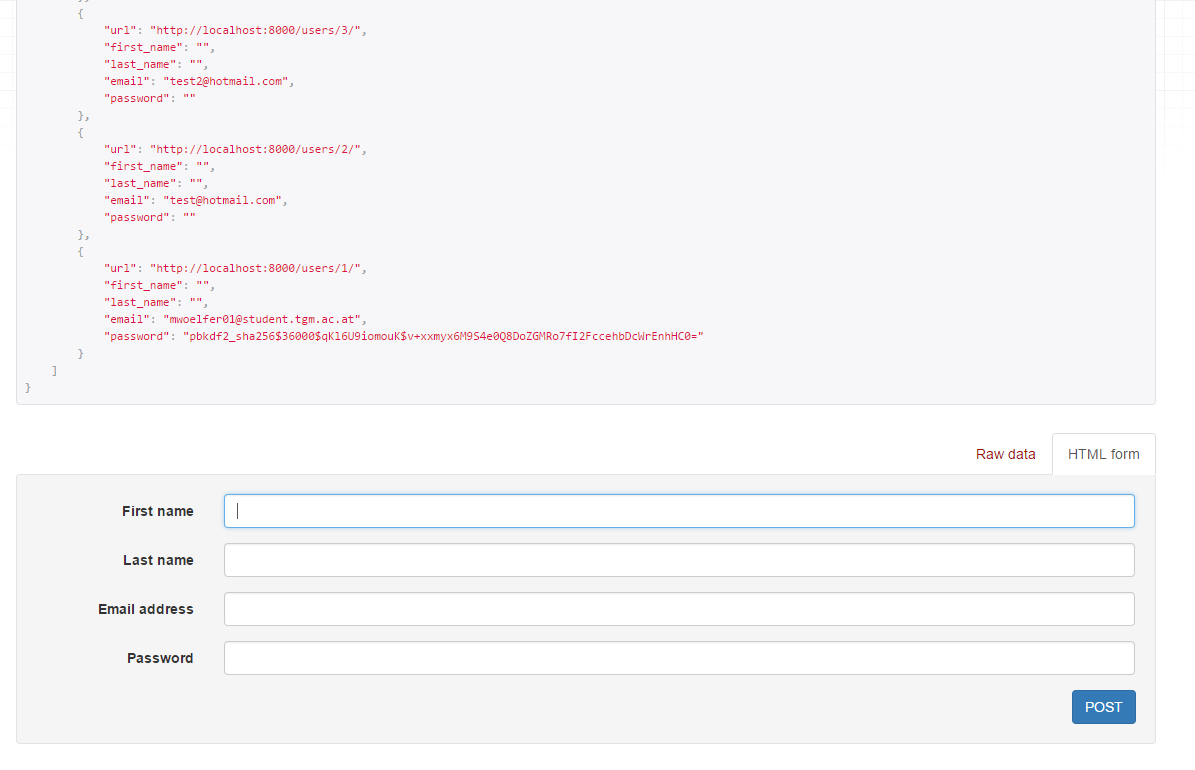 },
{
"url": "http://localhost:8000/users/3/",
"first_name": "",
"last_name": "",
"email": "test2@hotmail.com",
"password": ""
},
{
"url": "http://localhost:8000/users/2/",
"first_name": "",
"last_name": "",
"email": "test@hotmail.com",
"password": ""
},
{
"url": "http://localhost:8000/users/1/",
"first_name": "",
"last_name": "",
"email": "mwoelfer01@student.tgm.ac.at",
"password": "pbkdf2_sha256$36000$qKl6U9iomouK$v+xxmyx6M9S4e0Q8DoZGMRo7fI2FccehbDcWrEnhHC0="
}
]
}
Raw data
HTML form
First name
Last name
Email address
Password
POST